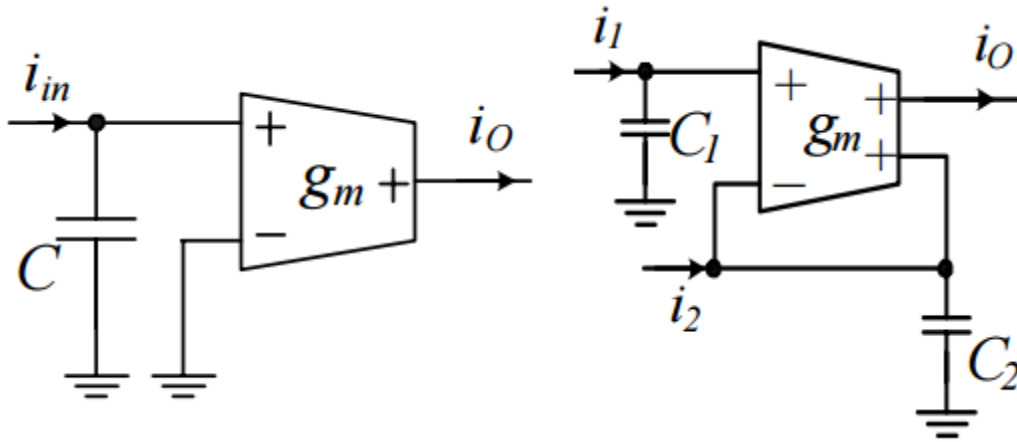 i_in
+
g_m
+
−
i_O
C
i_1
+
+
g_m
+
−
i_O
C_1
i_2
C_2